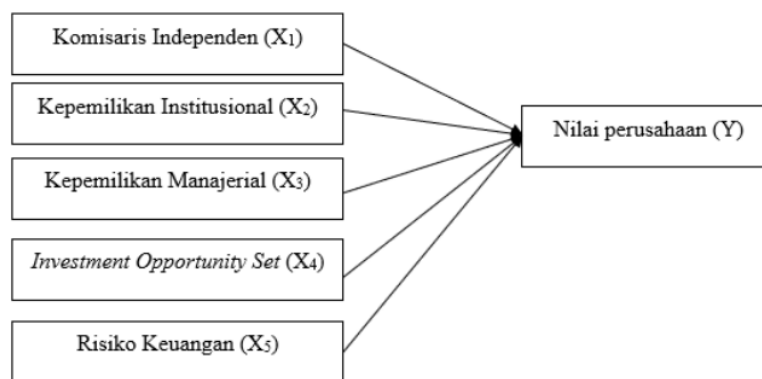 Komisaris Independen (X1)
Kepemilikan Institusional (X2)
Nilai perusahaan (Y)
Kepemilikan Manajerial (X3)
Investment Opportunity Set (X4)
Risiko Keuangan (X5)